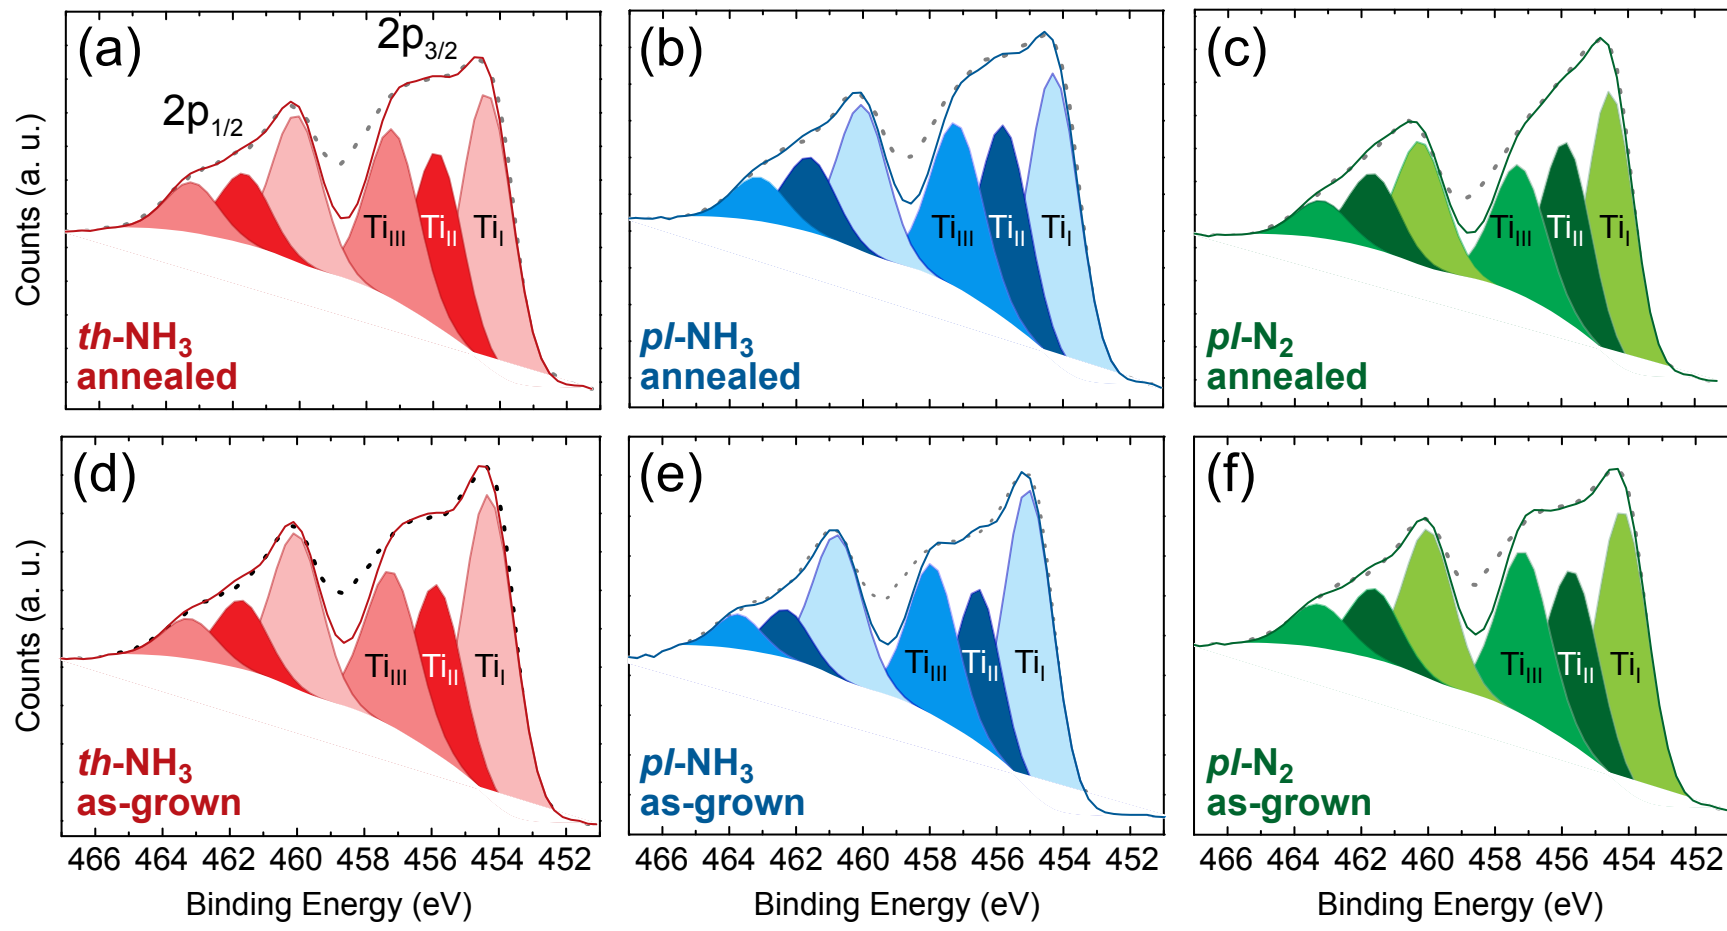 (a)
2p3/2
2p1/2
TiIII
TiII
TiI
th-NH3
annealed
Counts (a. u.)
(b)
TiIII
TiII
TiI
pl-NH3
annealed
(c)
TiIII
TiII
TiI
pl-N2
annealed
(d)
TiIII
TiII
TiI
th-NH3
as-grown
Counts (a. u.)
466 464 462 460 458 456 454 452
Binding Energy (eV)
(e)
TiIII
TiII
TiI
pl-NH3
as-grown
466 464 462 460 458 456 454 452
Binding Energy (eV)
(f)
TiIII
TiII
TiI
pl-N2
as-grown
466 464 462 460 458 456 454 452
Binding Energy (eV)